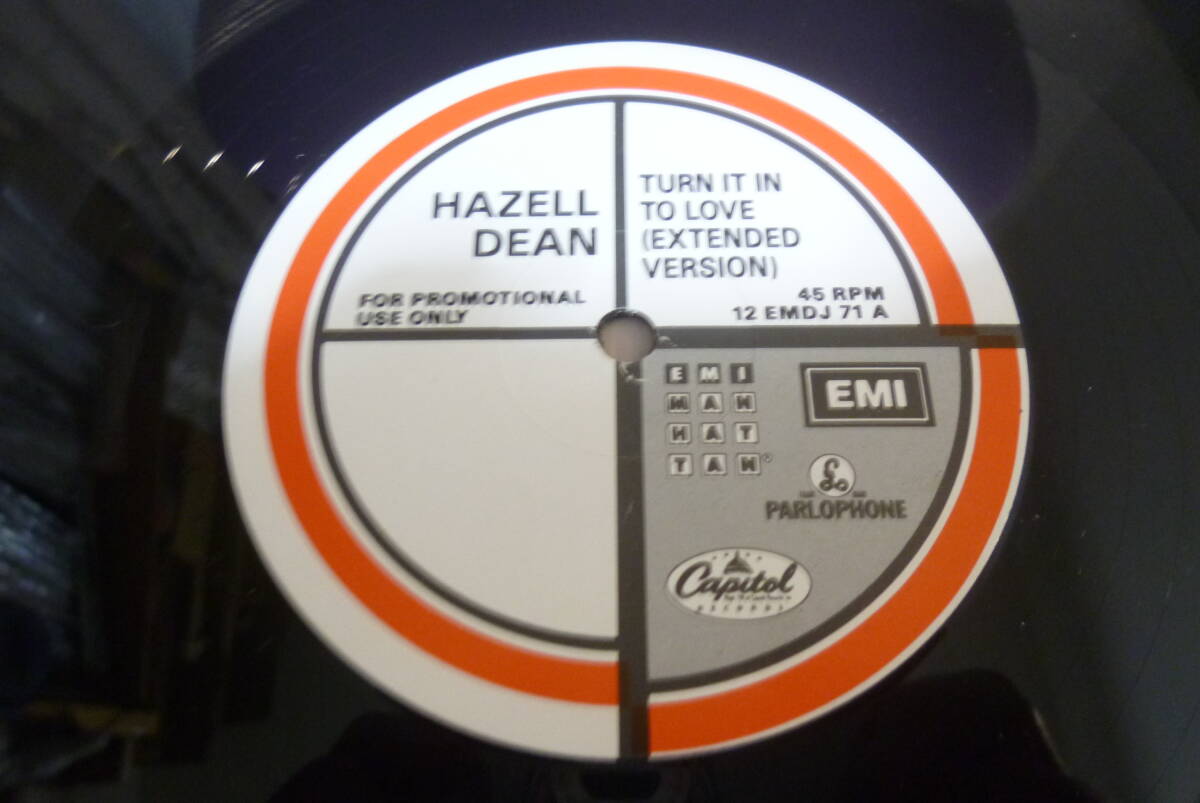 HAZELL
DEAN
FOR PROMOTIONAL
USE ONLY
TURN IT IN
TO LOVE
(EXTENDED
VERSION)
45 RPM
12 EMDJ 71 A
EMI
MAN
HAT
TAN®
EMI
PARLOPHONE
Capitol
RECORDS